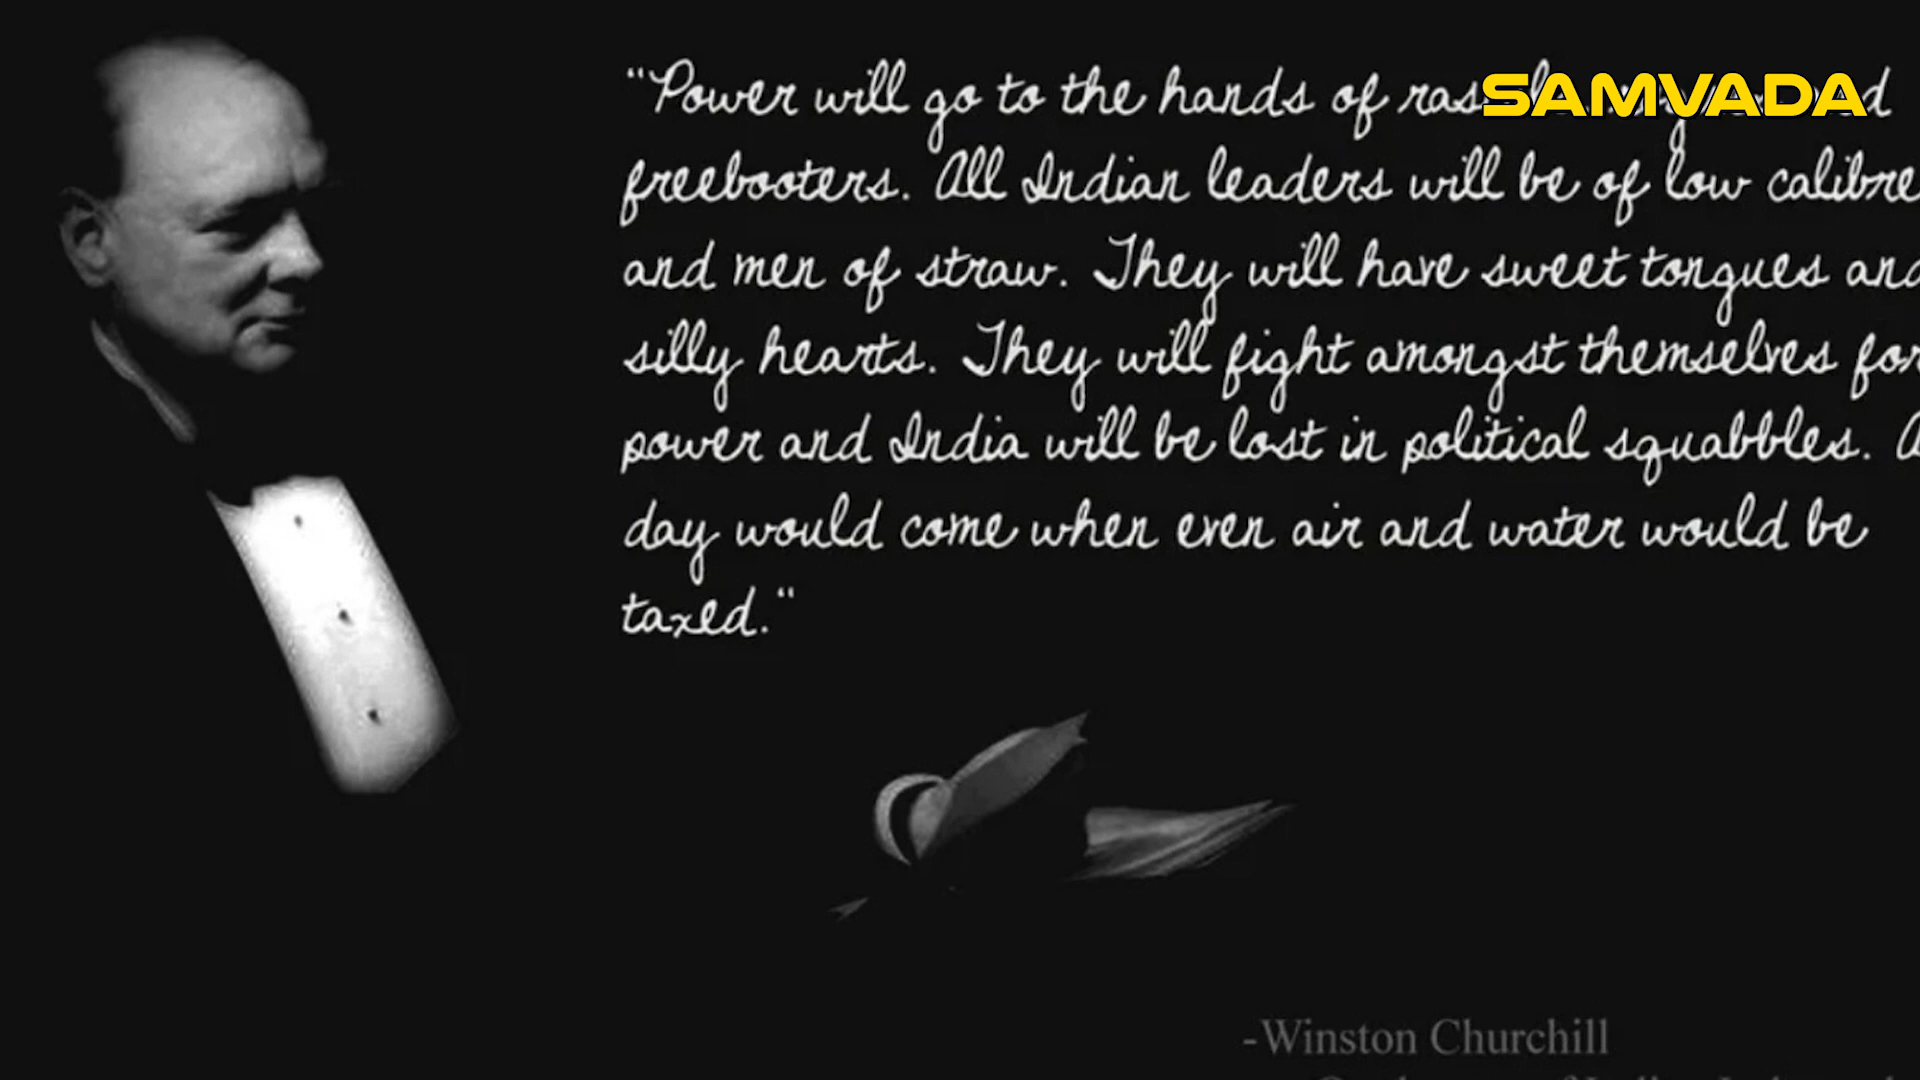 SAMVADA
"Power will go to the hands of
freebooters. All Indian leaders will be of low calibre
and men of straw. They will have sweet tongues and
silly hearts. They will fight amongst themselves for
power and India will be lost in political squabbles. A
day would come when even air and water would be
taxed."
-Winston Churchill